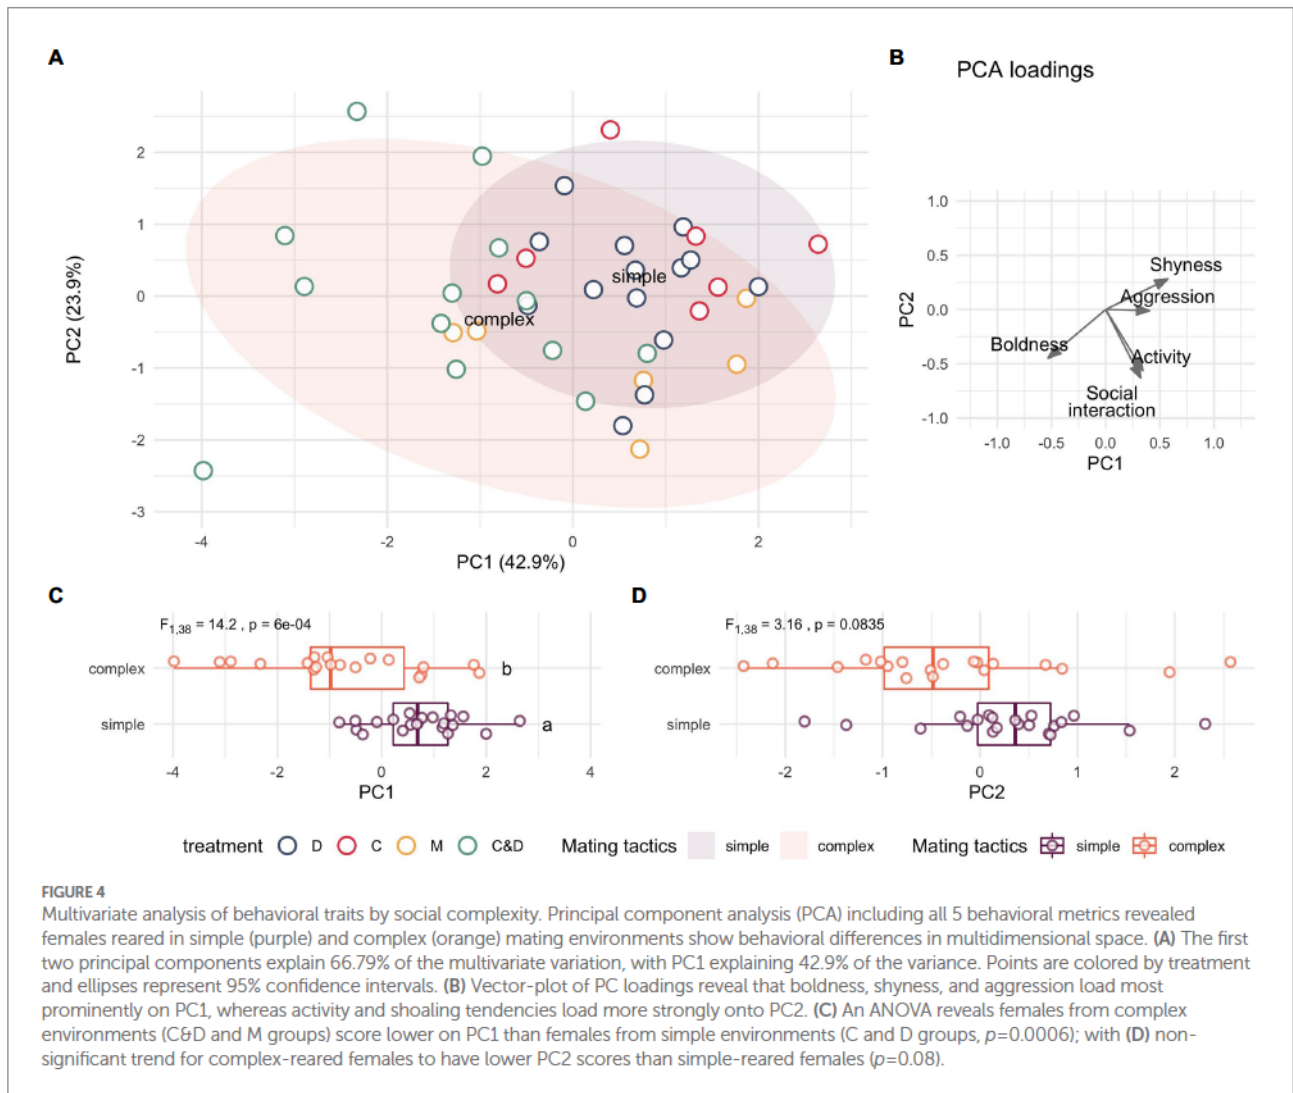 A
B
PCA loadings
2
1
0
-1
-2
-3
PC2 (23.9%)
simple
complex
-4
-2
0
2
PC1 (42.9%)
1.0
0.5
0.0
-0.5
-1.0
PC2
Shyness
Aggression
Boldness
Activity
Social
interaction
-1.0
-0.5
0.0
0.5
1.0
PC1
C
F1,38 = 14.2 , p = 6e-04
complex
b
simple
a
-4
-2
0
2
4
PC1
D
F1,38 = 3.16 , p = 0.0835
complex
simple
-2
-1
0
1
2
PC2
treatment D C M C&D Mating tactics simple complex Mating tactics simple complex
FIGURE 4
Multivariate analysis of behavioral traits by social complexity. Principal component analysis (PCA) including all 5 behavioral metrics revealed
females reared in simple (purple) and complex (orange) mating environments show behavioral differences in multidimensional space. (A) The first
two principal components explain 66.79% of the multivariate variation, with PC1 explaining 42.9% of the variance. Points are colored by treatment
and ellipses represent 95% confidence intervals. (B) Vector-plot of PC loadings reveal that boldness, shyness, and aggression load most
prominently on PC1, whereas activity and shoaling tendencies load more strongly onto PC2. (C) An ANOVA reveals females from complex
environments (C&D and M groups) score lower on PC1 than females from simple environments (C and D groups, p=0.0006); with (D) non-
significant trend for complex-reared females to have lower PC2 scores than simple-reared females (p=0.08).